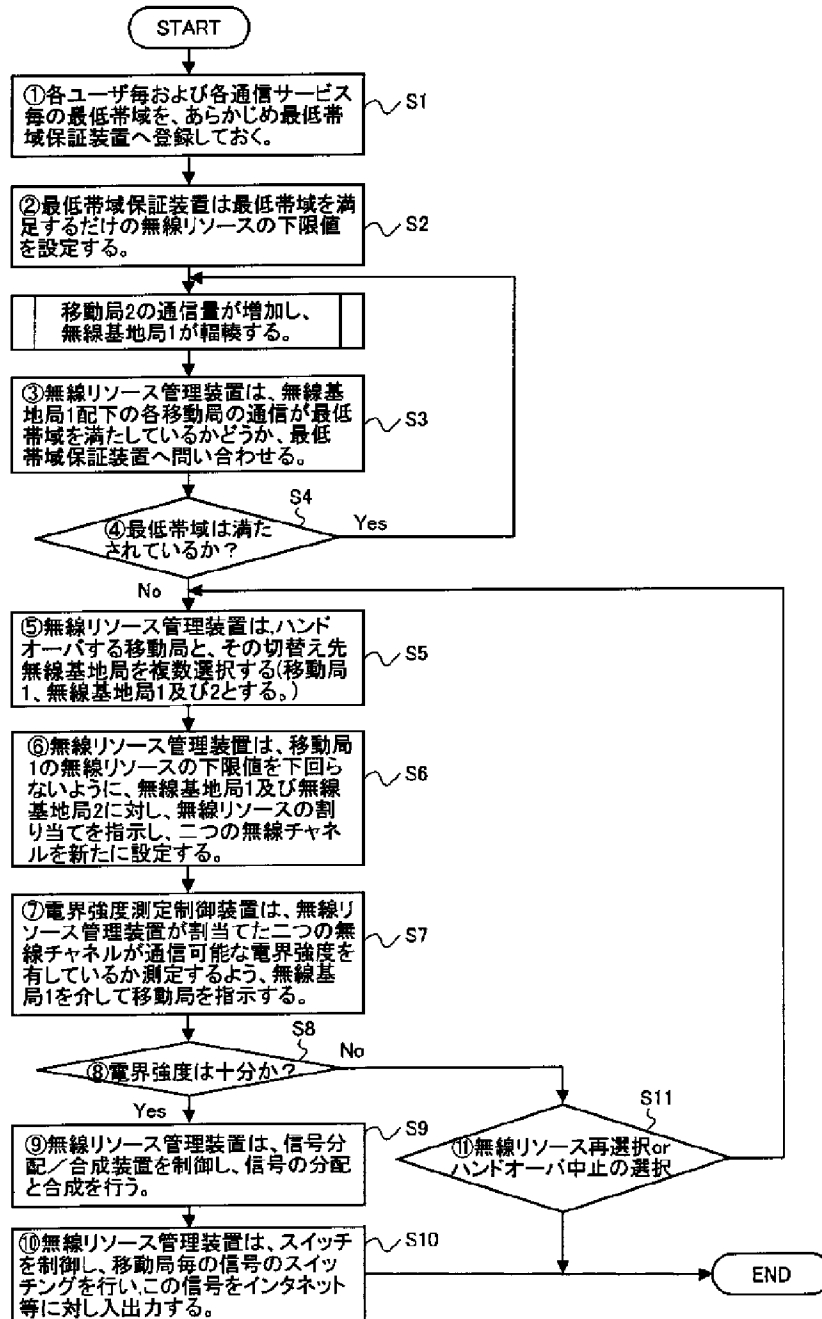 START
①各ユーザ毎および各通信サービス
毎の最低帯域を、あらかじめ最低帯
域保証装置へ登録しておく。
S1
②最低帯域保証装置は最低帯域を満
足するだけの無線リソースの下限値
を設定する。
S2
移動局2の通信量が増加し、
無線基地局1が輻輳する。
③無線リソース管理装置は、無線基
地局1配下の各移動局の通信が最低
帯域を満たしているかどうか、最低
帯域保証装置へ問い合わせる。
S3
S4
④最低帯域は満た
されているか？
Yes
No
⑤無線リソース管理装置は、ハンド
オーバする移動局と、その切替え先
無線基地局を複数選択する(移動局
1、無線基地局1及び2とする。)
S5
⑥無線リソース管理装置は、移動局
1の無線リソースの下限値を下回ら
ないように、無線基地局1及び無線
基地局2に対し、無線リソースの割
り当てを指示し、二つの無線チャネ
ルを新たに設定する。
S6
⑦電界強度測定制御装置は、無線リ
ソース管理装置が割当てた二つの無
線チャネルが通信可能な電界強度を
有しているか測定するよう、無線基
局1を介して移動局を指示する。
S7
S8
⑧電界強度は十分か？
No
Yes
S11
⑪無線リソース再選択or
ハンドオーバ中止の選択
⑨無線リソース管理装置は、信号分
配／合成装置を制御し、信号の分配
と合成を行う。
S9
⑩無線リソース管理装置は、スイッチ
を制御し、移動局毎の信号のスイッ
チングを行い、この信号をインタネット
等に対し入出力する。
S10
END